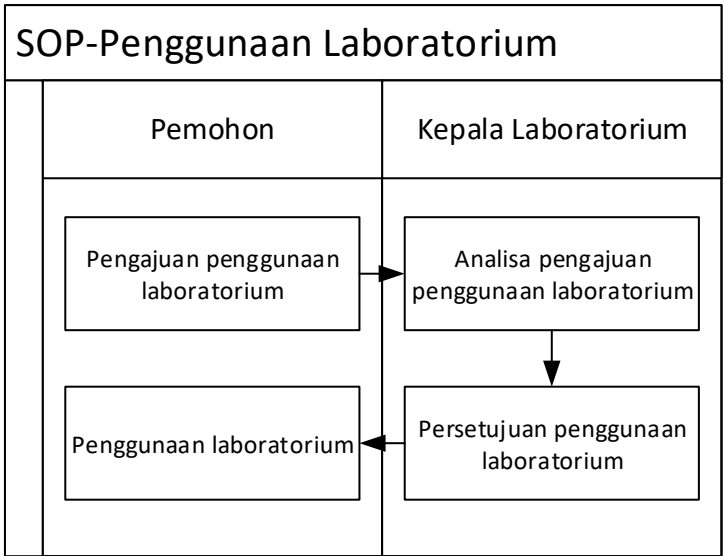 SOP-Penggunaan Laboratorium
Pemohon
Kepala Laboratorium
Pengajuan penggunaan
laboratorium
Analisa pengajuan
penggunaan laboratorium
Persetujuan penggunaan
laboratorium
Penggunaan laboratorium